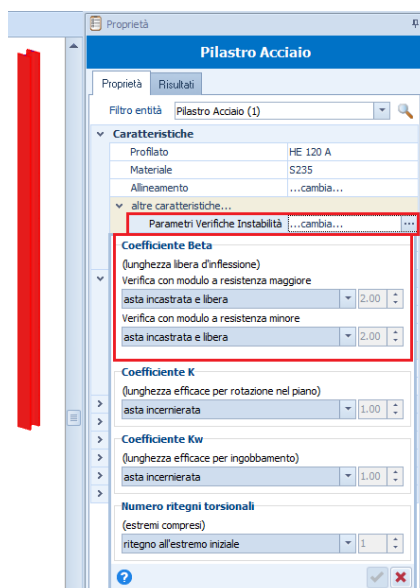 Proprietà
Pilastro Acciaio
Proprietà Risultati
Filtro entità Pilastro Acciaio (1)
Caratteristiche
Profilato HE 120 A
Materiale S235
Allineamento ...cambia...
altre caratteristiche...
Parametri Verifiche Instabilità ...cambia... ...
Coefficiente Beta
(lunghezza libera d'inflessione)
Verifica con modulo a resistenza maggiore
asta incastrata e libera 2.00
Verifica con modulo a resistenza minore
asta incastrata e libera 2.00
Coefficiente K
(lunghezza efficace per rotazione nel piano)
asta incernierata 1.00
Coefficiente Kw
(lunghezza efficace per ingobbamento)
asta incernierata 1.00
Numero ritegni torsionali
(estremi compresi)
ritegno all'estremo iniziale 1
?